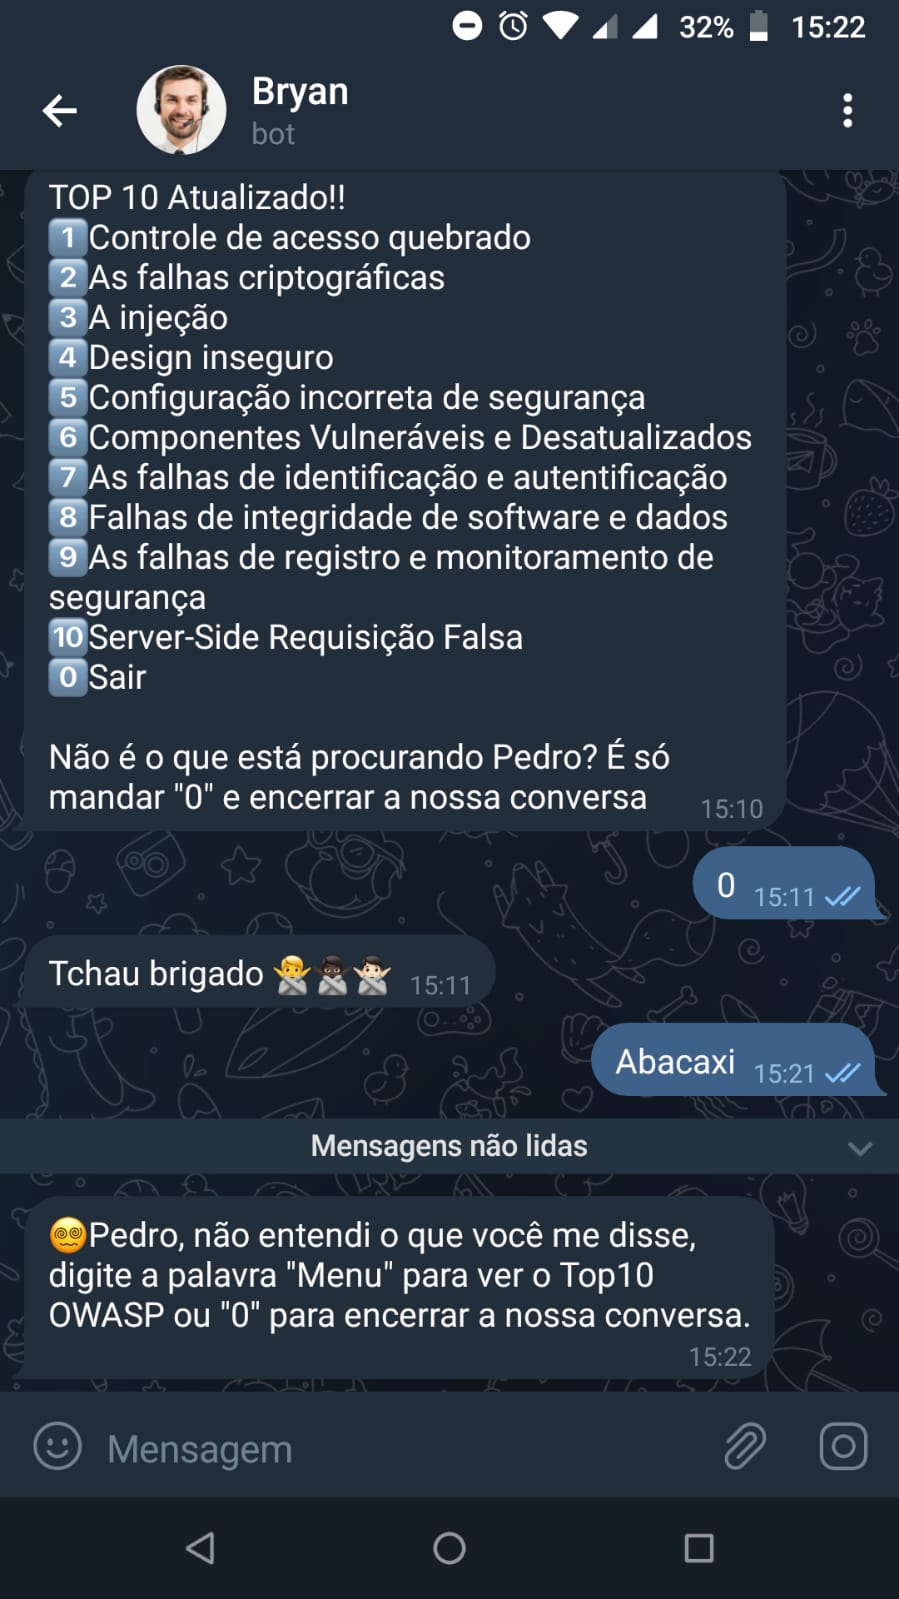 32% 15:22
Bryan
bot
TOP 10 Atualizado!!
1️⃣Controle de acesso quebrado
2️⃣As falhas criptográficas
3️⃣A injeção
4️⃣Design inseguro
5️⃣Configuração incorreta de segurança
6️⃣Componentes Vulneráveis e Desatualizados
7️⃣As falhas de identificação e autentificação
8️⃣Falhas de integridade de software e dados
9️⃣As falhas de registro e monitoramento de
segurança
🔟Server-Side Requisição Falsa
0️⃣Sair
Não é o que está procurando Pedro? É só
mandar "0" e encerrar a nossa conversa 15:10
0 15:11
Tchau brigado 15:11
Abacaxi 15:21
Mensagens não lidas
Pedro, não entendi o que você me disse,
digite a palavra "Menu" para ver o Top10
OWASP ou "0" para encerrar a nossa conversa.
15:22
Mensagem